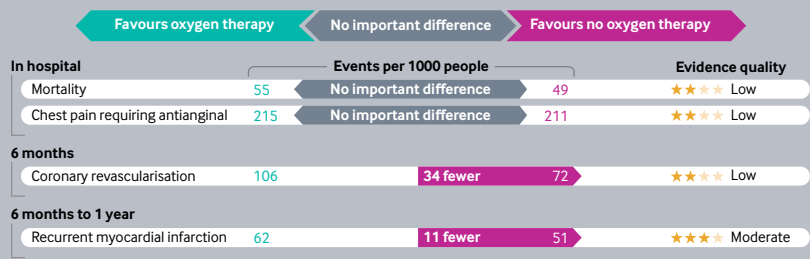 Favours oxygen therapy No important difference Favours no oxygen therapy
In hospital Events per 1000 people Evidence quality
Mortality 55 No important difference 49 Low
Chest pain requiring antianginal 215 No important difference 211 Low
6 months
Coronary revascularisation 106 34 fewer 72 Low
6 months to 1 year
Recurrent myocardial infarction 62 11 fewer 51 Moderate